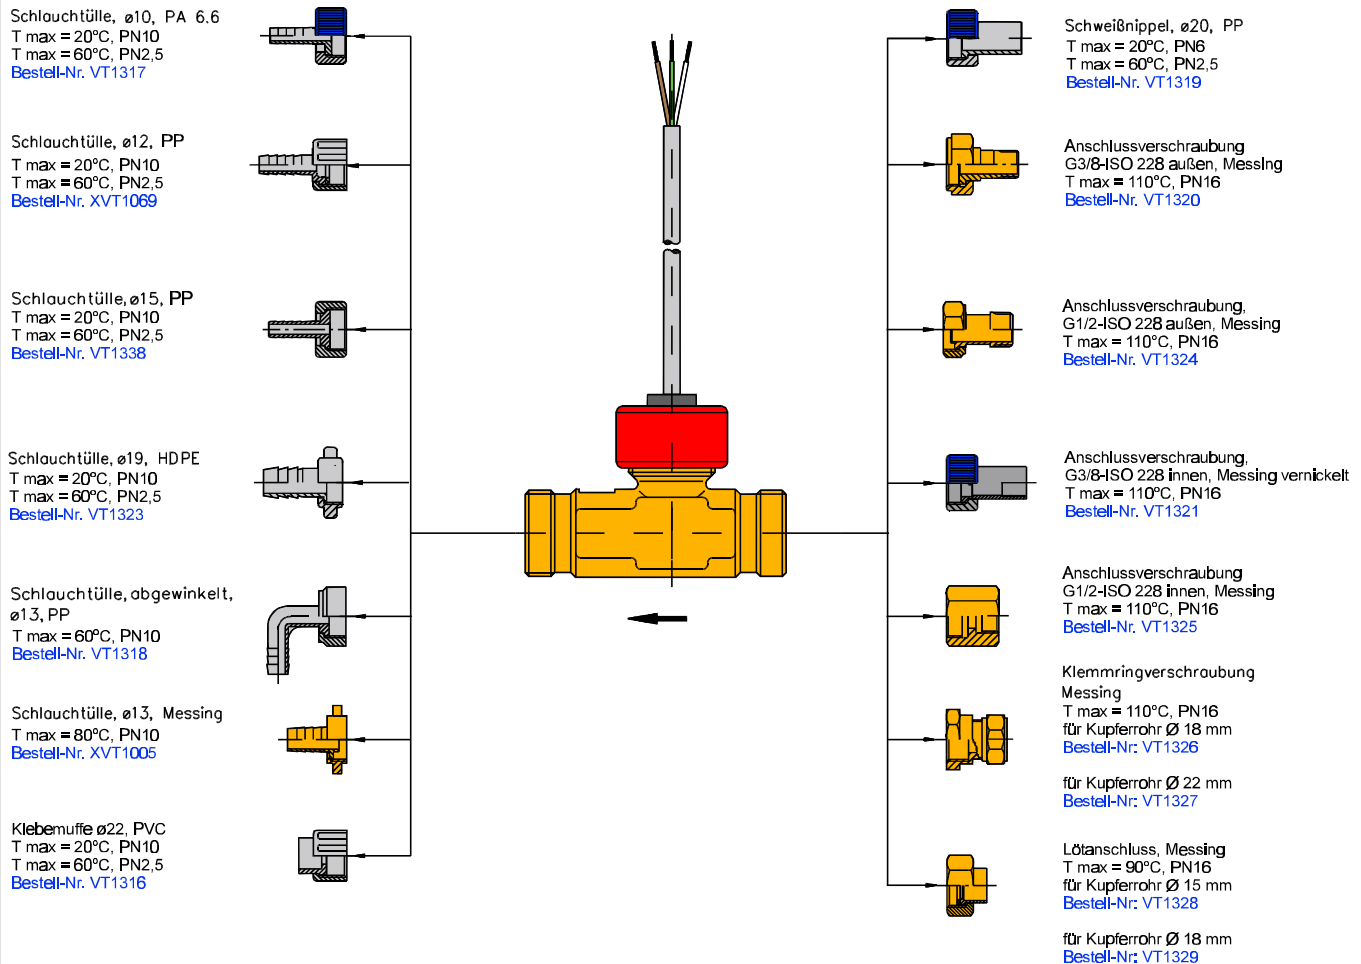 Schlauchtülle, ø10, PA 6.6
T max = 20°C, PN10
T max = 60°C, PN2,5
Bestell-Nr. VT1317
Schlauchtülle, ø12, PP
T max = 20°C, PN10
T max = 60°C, PN2,5
Bestell-Nr. XVT1069
Schlauchtülle, ø15, PP
T max = 20°C, PN10
T max = 60°C, PN2,5
Bestell-Nr. VT1338
Schlauchtülle, ø19, HDPE
T max = 20°C, PN10
T max = 60°C, PN2,5
Bestell-Nr. VT1323
Schlauchtülle, abgewinkelt,
ø13, PP
T max = 60°C, PN10
Bestell-Nr. VT1318
Schlauchtülle, ø13, Messing
T max = 80°C, PN10
Bestell-Nr. XVT1005
Klebemuffe ø22, PVC
T max = 20°C, PN10
T max = 60°C, PN2,5
Bestell-Nr. VT1316
Schweißnippel, ø20, PP
T max = 20°C, PN6
T max = 60°C, PN2,5
Bestell-Nr. VT1319
Anschlussverschraubung
G3/8-ISO 228 außen, Messing
T max = 110°C, PN16
Bestell-Nr. VT1320
Anschlussverschraubung,
G1/2-ISO 228 außen, Messing
T max = 110°C, PN16
Bestell-Nr. VT1324
Anschlussverschraubung,
G3/8-ISO 228 innen, Messing vernickelt
T max = 110°C, PN16
Bestell-Nr. VT1321
Anschlussverschraubung
G1/2-ISO 228 innen, Messing
T max = 110°C, PN16
Bestell-Nr. VT1325
Klemmringverschraubung
Messing
T max = 110°C, PN16
für Kupferrohr Ø 18 mm
Bestell-Nr: VT1326
für Kupferrohr Ø 22 mm
Bestell-Nr: VT1327
Lötanschluss, Messing
T max = 90°C, PN16
für Kupferrohr Ø 15 mm
Bestell-Nr: VT1328
für Kupferrohr Ø 18 mm
Bestell-Nr: VT1329